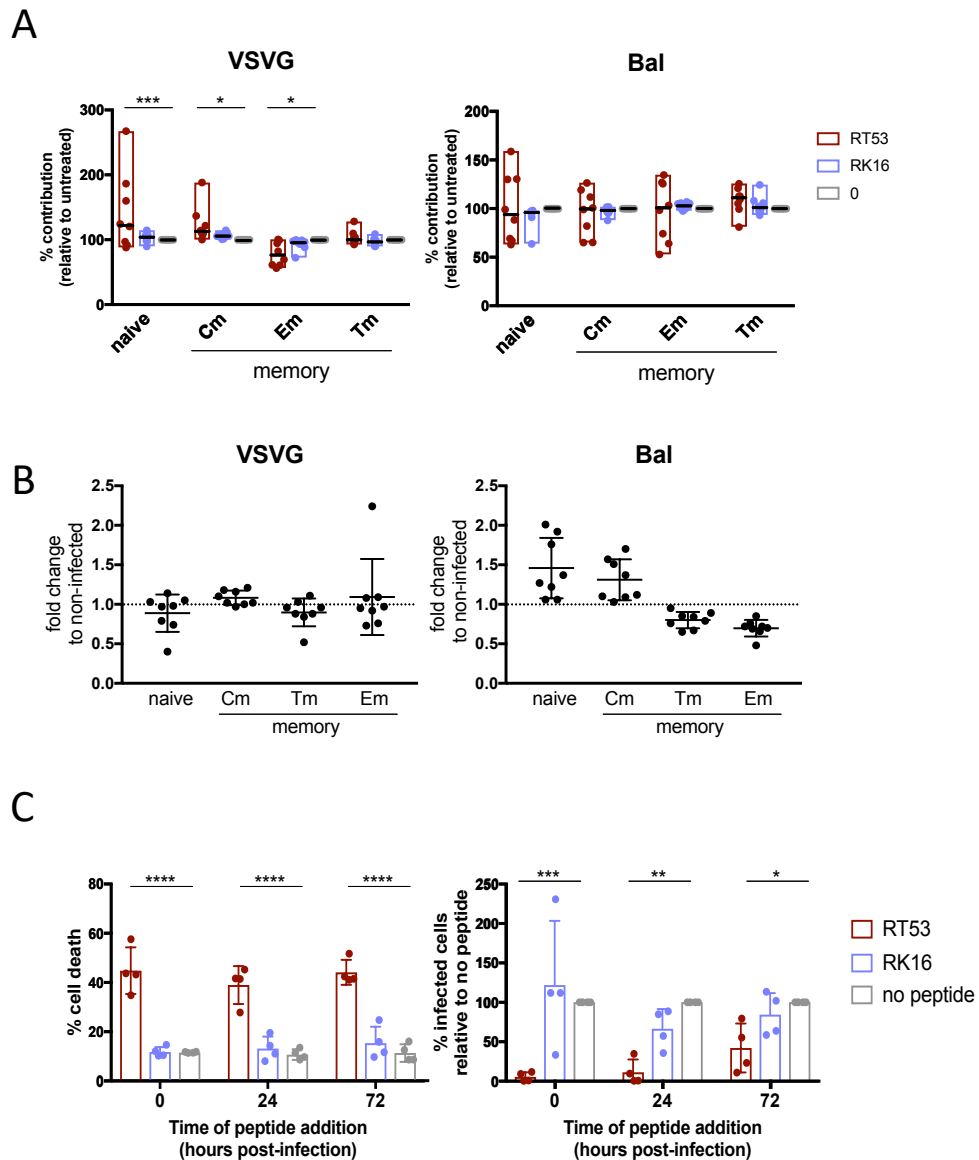 A
VSVG
Bal
% contribution
(relative to untreated)
300
200
100
0
***
*
*
naive
Cm
Em
Tm
memory
% contribution
(relative to untreated)
200
150
100
50
0
naive
Cm
Em
Tm
memory
RT53
RK16
0
B
VSVG
Bal
fold change
to non-infected
2.5
2.0
1.5
1.0
0.5
0.0
naive
Cm
Tm
Em
memory
fold change
to non-infected
2.5
2.0
1.5
1.0
0.5
0.0
naive
Cm
Tm
Em
memory
C
% cell death
80
60
40
20
0
****
****
****
0
24
72
Time of peptide addition
(hours post-infection)
% infected cells
relative to no peptide
250
200
150
100
50
0
***
**
*
0
24
72
Time of peptide addition
(hours post-infection)
RT53
RK16
no peptide